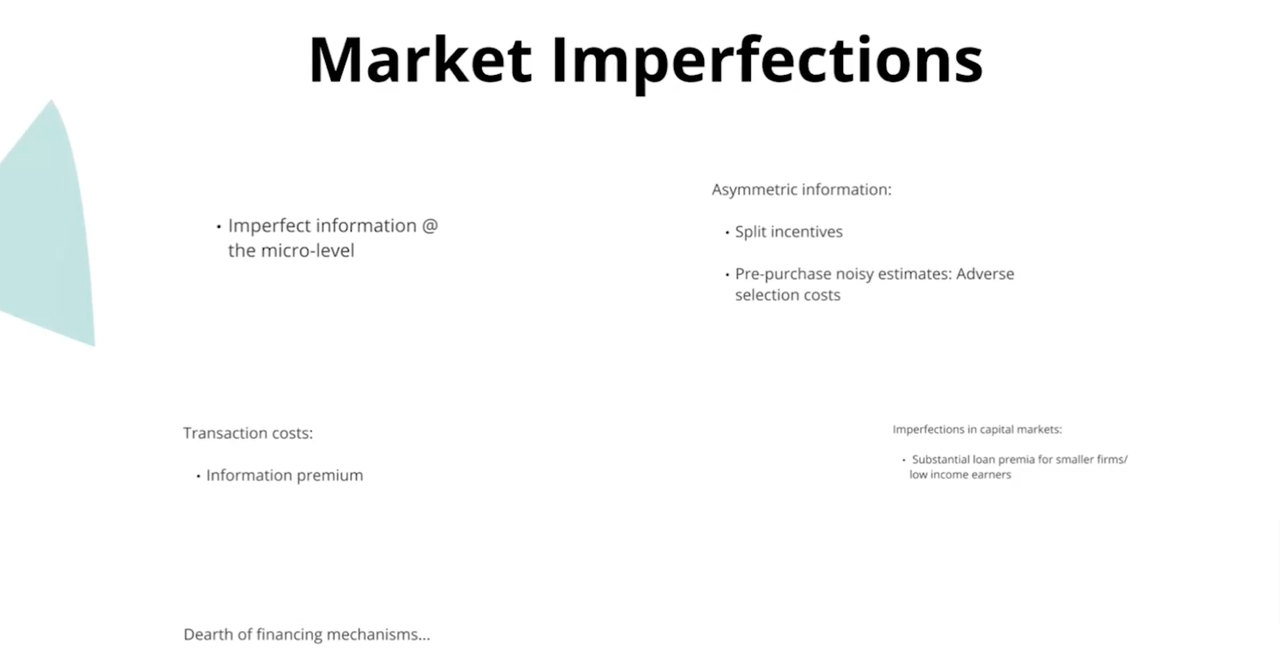 Market Imperfections
• Imperfect information @
the micro-level
Asymmetric information:
• Split incentives
• Pre-purchase noisy estimates: Adverse
selection costs
Transaction costs:
• Information premium
Imperfections in capital markets:
• Substantial loan premia for smaller firms/
low income earners
Dearth of financing mechanisms...